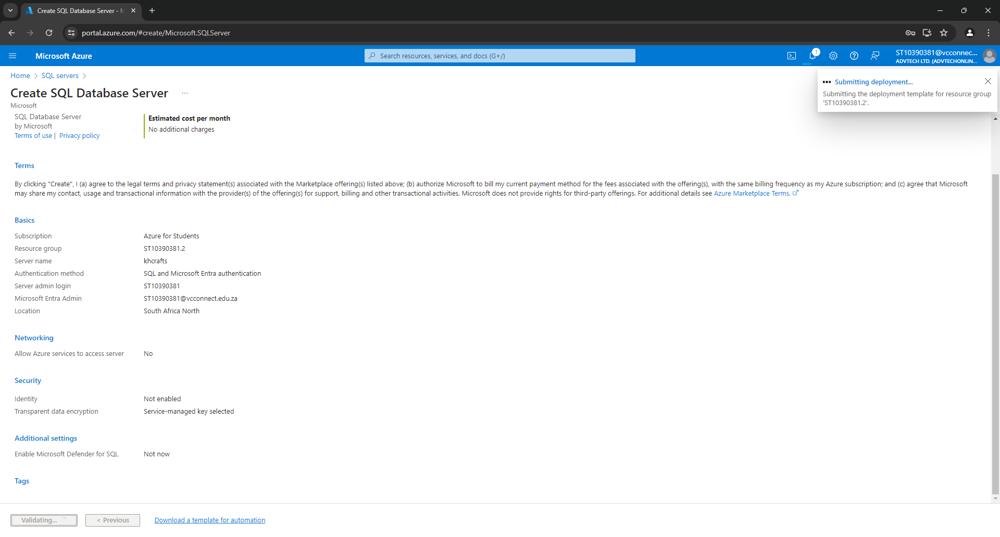 Create SQL Database Server - M
portal.azure.com/#create/Microsoft.SQLServer
Microsoft Azure
Search resources, services, and docs (G+/)
1
ST10390381@vcconnec...
ADVTECH LTD. (ADVTECHONLIN...
Home > SQL servers >
Create SQL Database Server ...
Microsoft
Submitting deployment...
Submitting the deployment template for resource group
'ST10390381.2'.
SQL Database Server
by Microsoft
Terms of use | Privacy policy
Estimated cost per month
No additional charges
Terms
By clicking "Create", I (a) agree to the legal terms and privacy statement(s) associated with the Marketplace offering(s) listed above; (b) authorize Microsoft to bill my current payment method for the fees associated with the offering(s), with the same billing frequency as my Azure subscription; and (c) agree that Microsoft
may share my contact, usage and transactional information with the provider(s) of the offering(s) for support, billing and other transactional activities. Microsoft does not provide rights for third-party offerings. For additional details see Azure Marketplace Terms.
Basics
Subscription Azure for Students
Resource group ST10390381.2
Server name khcrafts
Authentication method SQL and Microsoft Entra authentication
Server admin login ST10390381
Microsoft Entra Admin ST10390381@vcconnect.edu.za
Location South Africa North
Networking
Allow Azure services to access server No
Security
Identity Not enabled
Transparent data encryption Service-managed key selected
Additional settings
Enable Microsoft Defender for SQL Not now
Tags
Validating...
< Previous
Download a template for automation